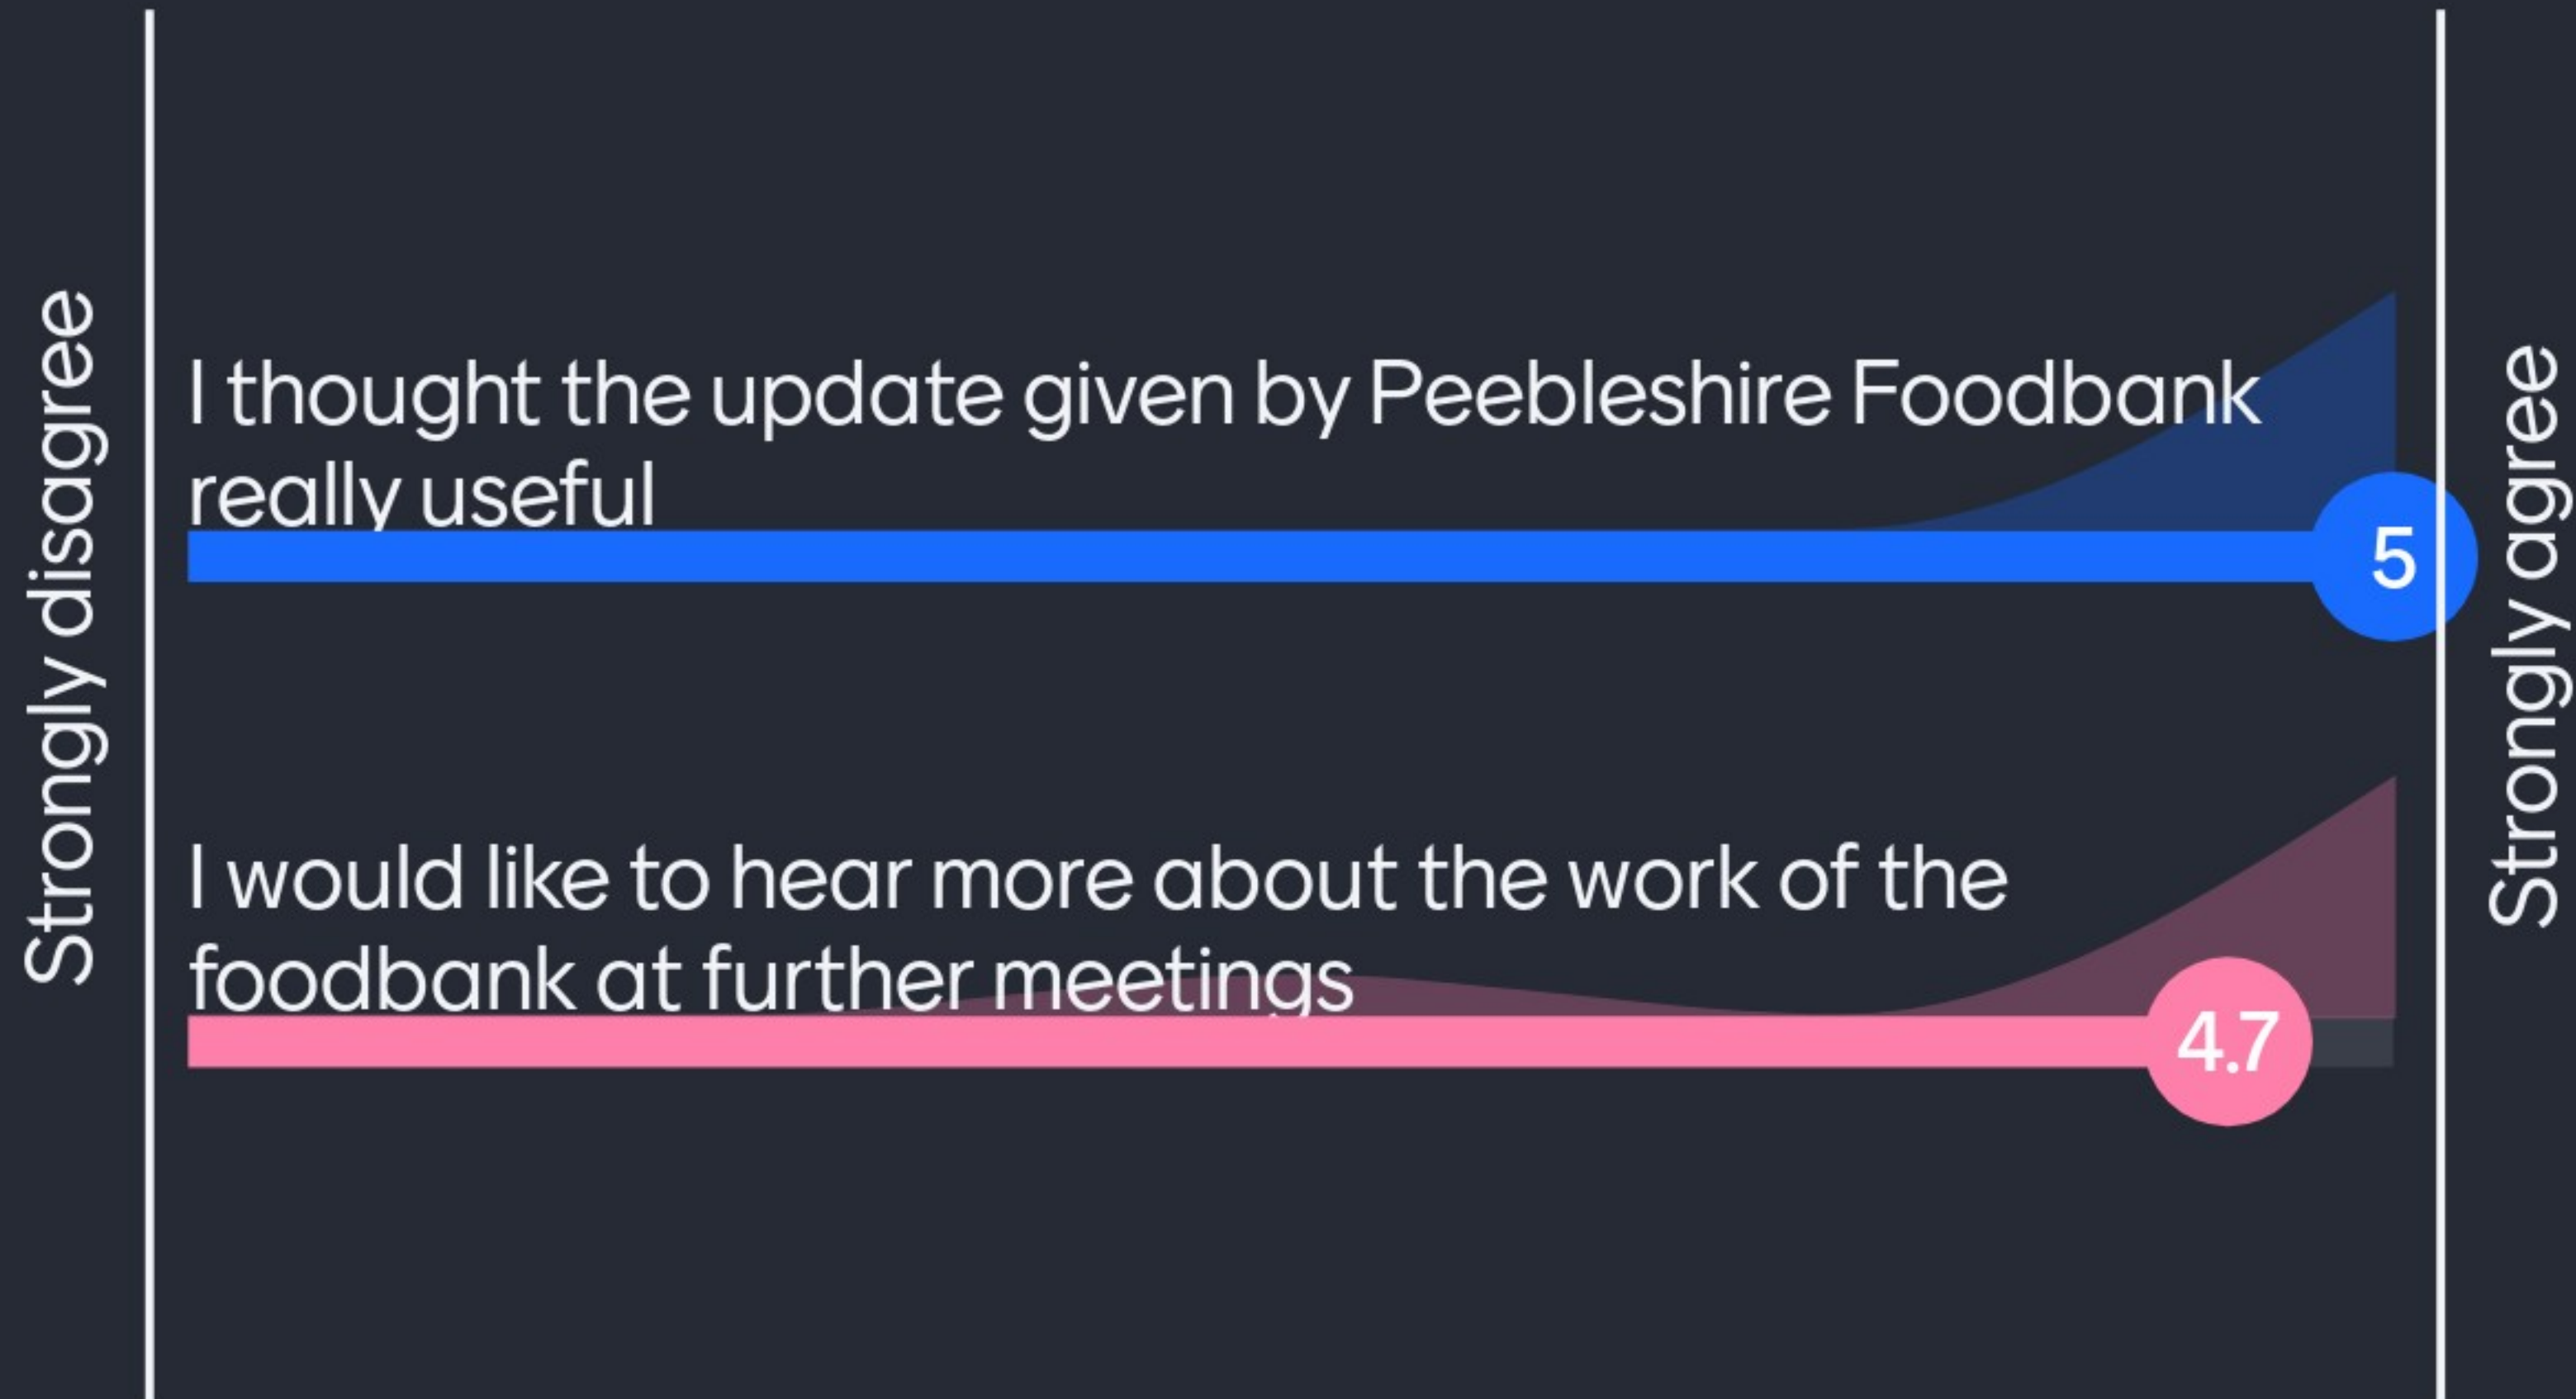 Strongly disagree
I thought the update given by Peebleshire Foodbank
really useful
5
I would like to hear more about the work of the
foodbank at further meetings
4.7
Strongly agree